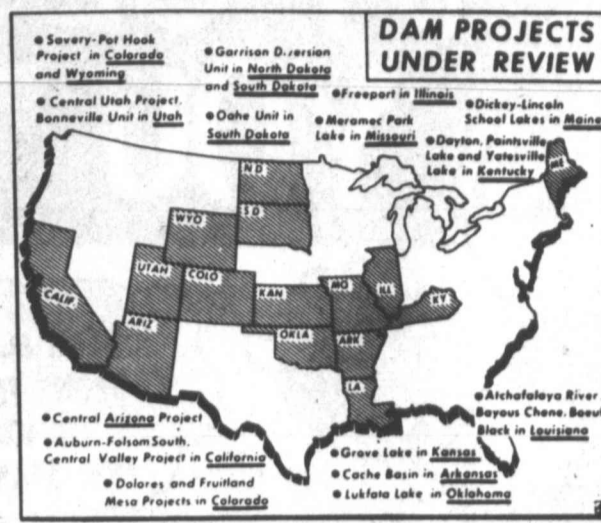 DAM PROJECTS
UNDER REVIEW
• Savery-Pot Hook
Project in Colorado
and Wyoming
• Central Utah Project,
Bonneville Unit in Utah
• Garrison Diversion
Unit in North Dakota
and South Dakota
• Oahe Unit in
South Dakota
• Freeport in Illinois
• Meramec Park
Lake in Missouri
• Dickey-Lincoln
School Lakes in Maine
• Dayton, Paintsville
Lake and Yatesville
Lake in Kentucky
ME
N D
S D
WYO
UTAH
COLO
KAN
MO
ILL
KY
CALIF
ARIZ
OKLA
ARK
LA
• Central Arizona Project
• Auburn-Folsom South,
Central Valley Project in California
• Dolores and Fruitland
Mesa Projects in Colorado
• Grove Lake in Kansas
• Cache Basin in Arkansas
• Lukfata Lake in Oklahoma
• Atchafalaya River
Bayous Chene, Boeuf
Black in Louisiana